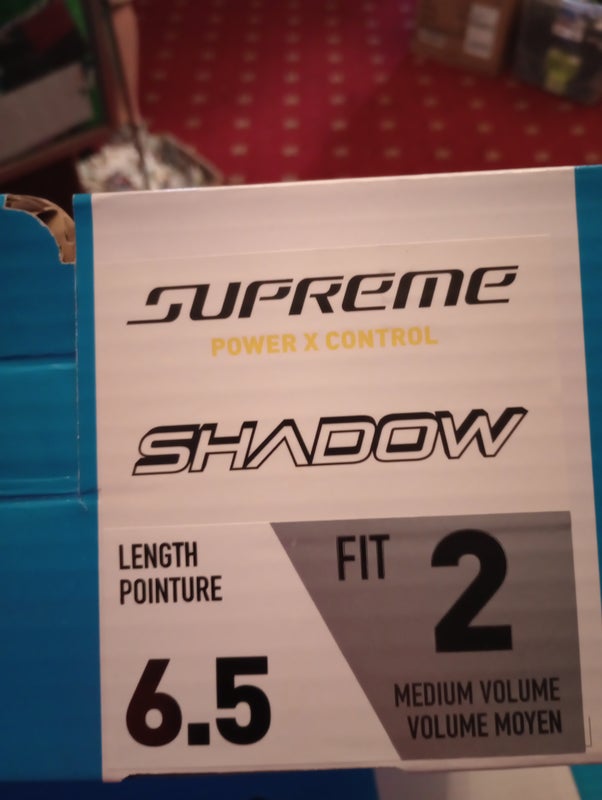 SUPREME
POWER X CONTROL
SHADOW
LENGTH
POINTURE
6.5
FIT 2
MEDIUM VOLUME
VOLUME MOYEN